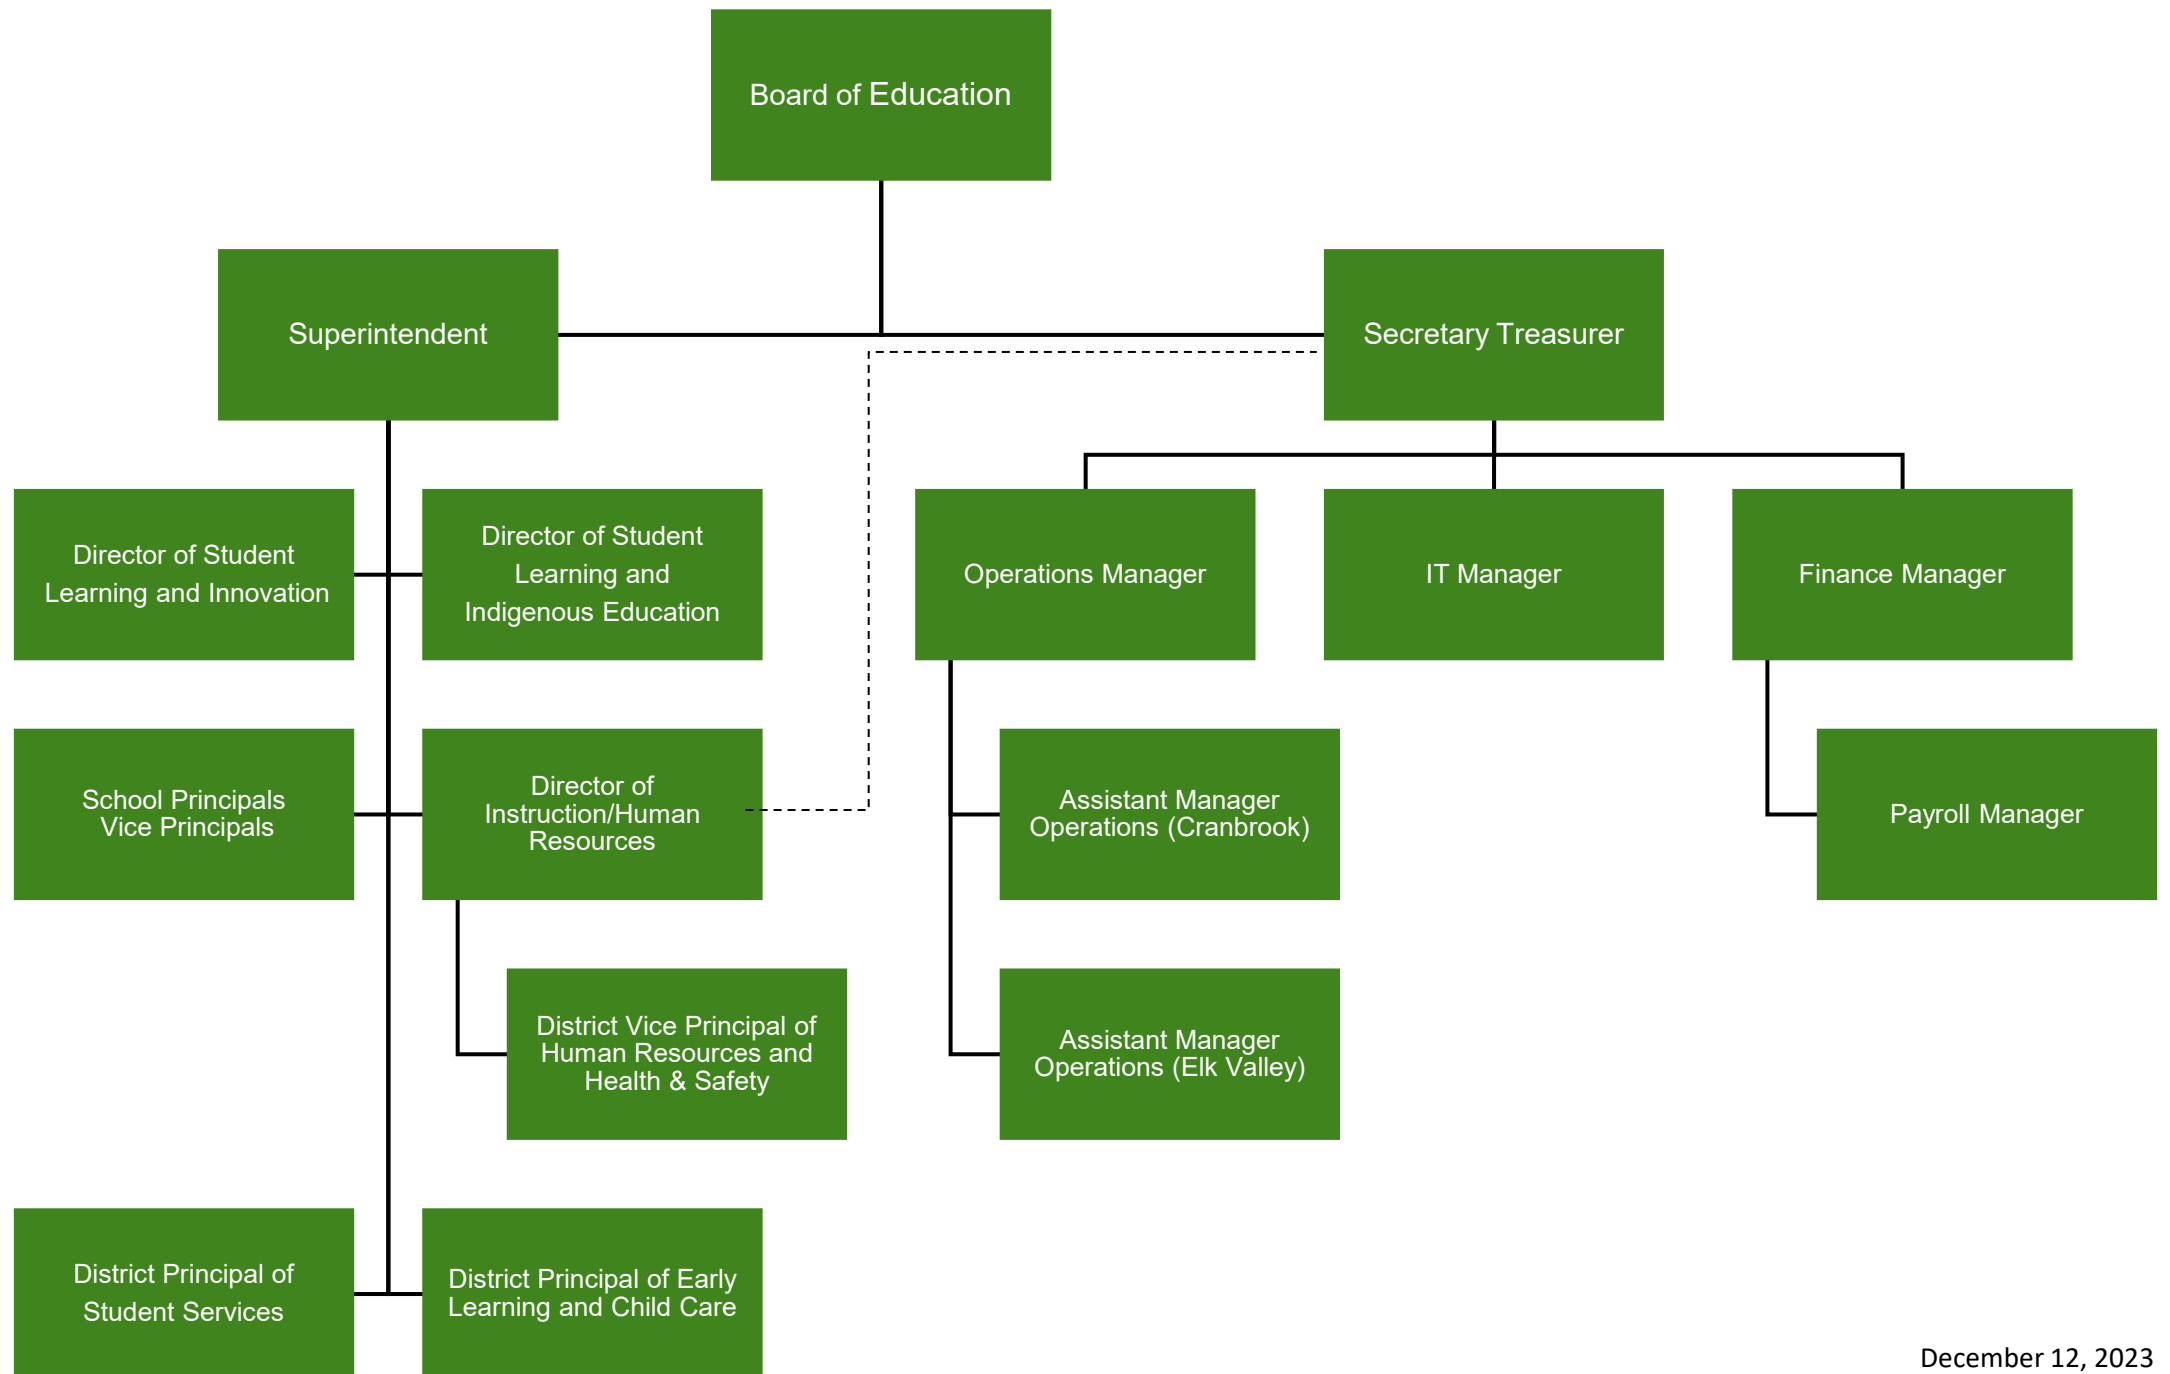 Board of Education
Superintendent
Secretary Treasurer
Director of Student
Learning and Innovation
Director of Student
Learning and
Indigenous Education
Operations Manager
IT Manager
Finance Manager
School Principals
Vice Principals
Director of
Instruction/Human
Resources
Assistant Manager
Operations (Cranbrook)
Payroll Manager
District Vice Principal of
Human Resources and
Health & Safety
Assistant Manager
Operations (Elk Valley)
District Principal of
Student Services
District Principal of Early
Learning and Child Care
December 12, 2023